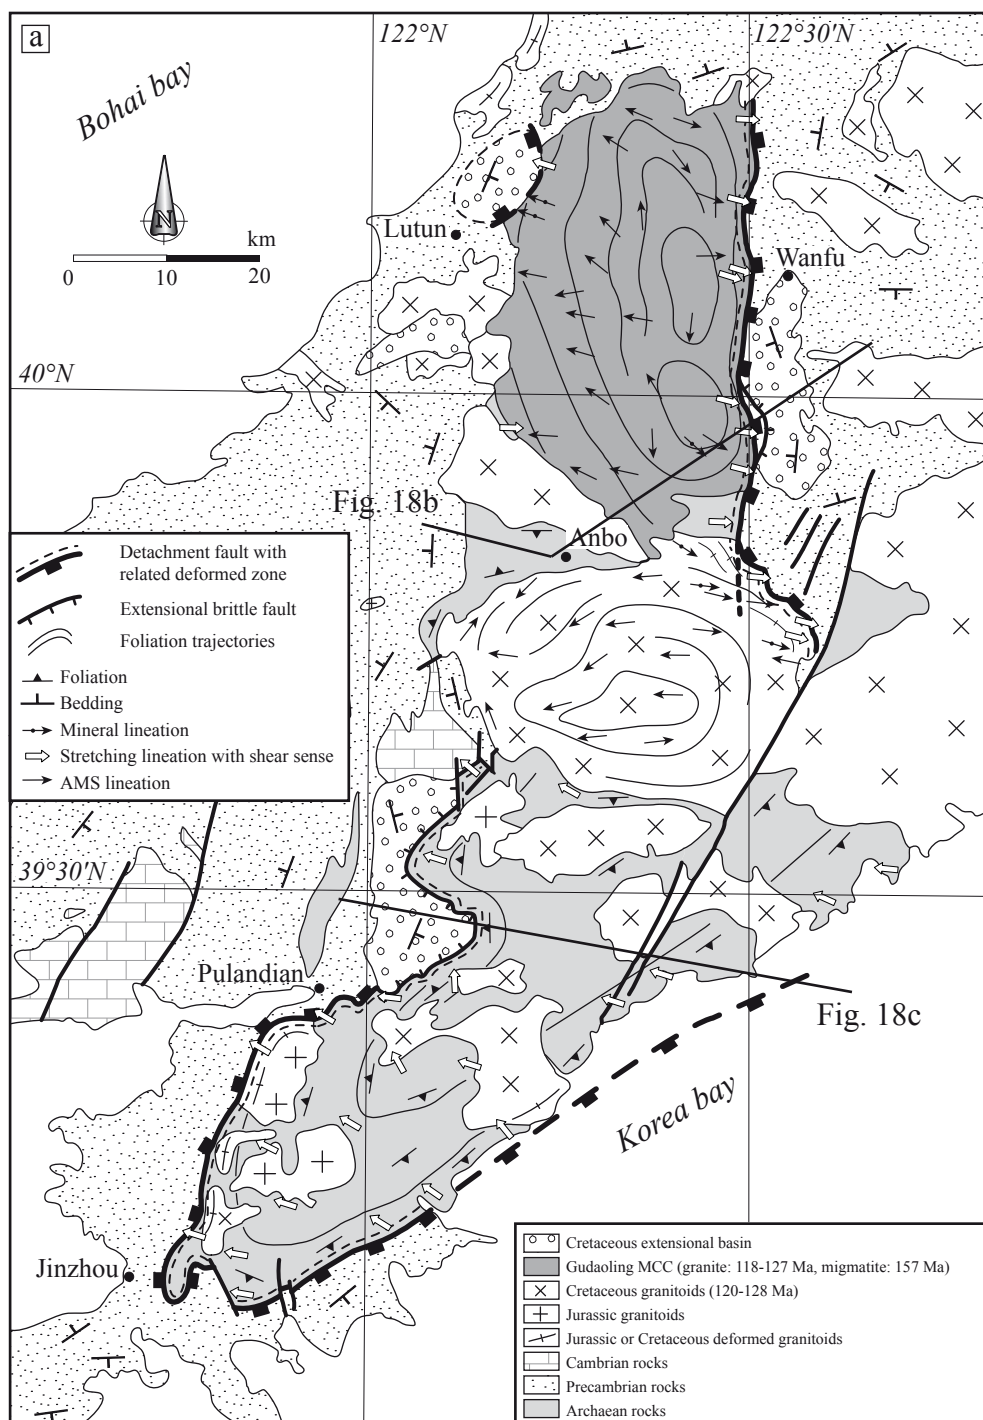 a
122°N
122°30'N
Bohai bay
N
km
0
10
20
Lutun
Wanfu
40°N
Fig. 18b
Anbo
Detachment fault with
related deformed zone
Extensional brittle fault
Foliation trajectories
Foliation
Bedding
Mineral lineation
Stretching lineation with shear sense
AMS lineation
39°30'N
Pulandian
Fig. 18c
Korea bay
Jinzhou
Cretaceous extensional basin
Gudaoling MCC (granite: 118-127 Ma, migmatite: 157 Ma)
Cretaceous granitoids (120-128 Ma)
Jurassic granitoids
Jurassic or Cretaceous deformed granitoids
Cambrian rocks
Precambrian rocks
Archaean rocks